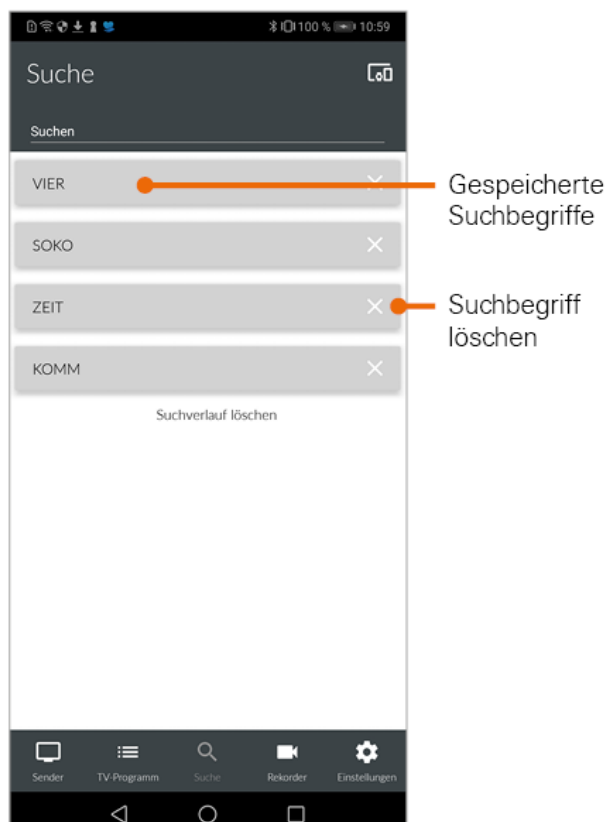 100 % 10:59
Suche
Suchen
VIER
Gespeicherte
Suchbegriffe
SOKO
ZEIT
Suchbegriff
löschen
KOMM
Suchverlauf löschen
Sender TV-Programm Suche Rekorder Einstellungen